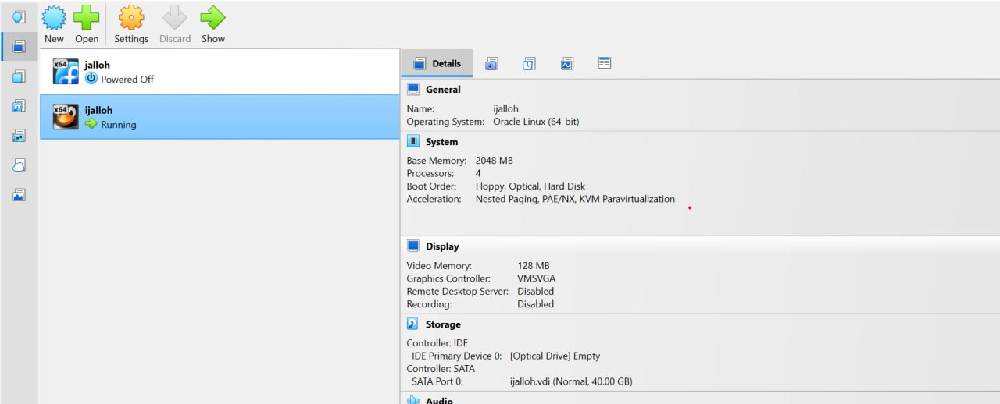 New Open Settings Discard Show
x64 jalloh
Powered Off
x64 ijalloh
Running
Details
General
Name: ijalloh
Operating System: Oracle Linux (64-bit)
System
Base Memory: 2048 MB
Processors: 4
Boot Order: Floppy, Optical, Hard Disk
Acceleration: Nested Paging, PAE/NX, KVM Paravirtualization
Display
Video Memory: 128 MB
Graphics Controller: VMSVGA
Remote Desktop Server: Disabled
Recording: Disabled
Storage
Controller: IDE
IDE Primary Device 0: [Optical Drive] Empty
Controller: SATA
SATA Port 0: ijalloh.vdi (Normal, 40.00 GB)
Audio